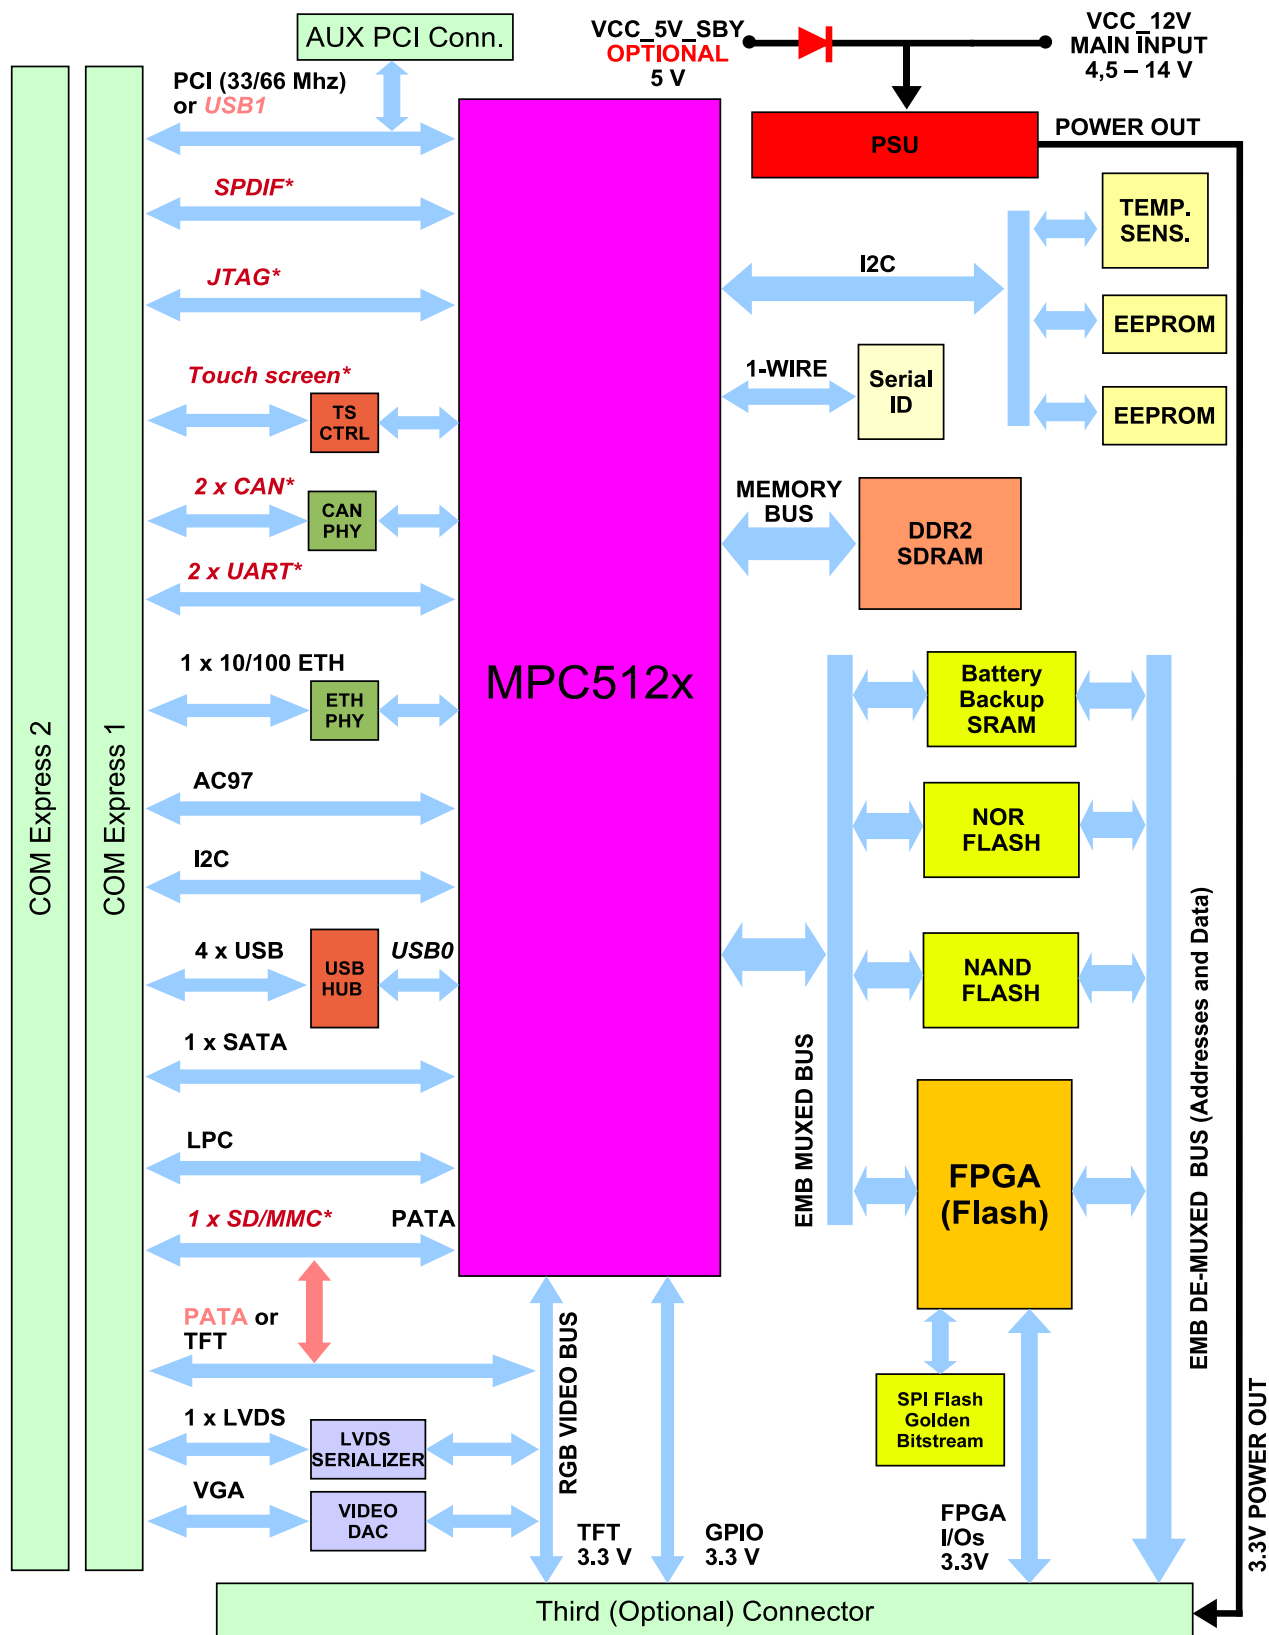 AUX PCI Conn.
VCC_5V_SBY
OPTIONAL
5 V
VCC_12V
MAIN INPUT
4,5 – 14 V
PCI (33/66 Mhz)
or USB1
PSU
POWER OUT
SPDIF*
TEMP.
SENS.
JTAG*
I2C
EEPROM
Touch screen*
TS
CTRL
1-WIRE
Serial
ID
EEPROM
2 x CAN*
CAN
PHY
MEMORY
BUS
DDR2
SDRAM
2 x UART*
1 x 10/100 ETH
ETH
PHY
MPC512x
Battery
Backup
SRAM
COM Express 2
COM Express 1
AC97
NOR
FLASH
I2C
4 x USB
USB
HUB
USB0
NAND
FLASH
1 x SATA
EMB MUXED BUS
EMB DE-MUXED BUS (Addresses and Data)
LPC
FPGA
(Flash)
1 x SD/MMC*
PATA
PATA or
TFT
RGB VIDEO BUS
SPI Flash
Golden
Bitstream
1 x LVDS
LVDS
SERIALIZER
VGA
VIDEO
DAC
TFT
3.3 V
GPIO
3.3 V
FPGA
I/Os
3.3V
3.3V POWER OUT
Third (Optional) Connector